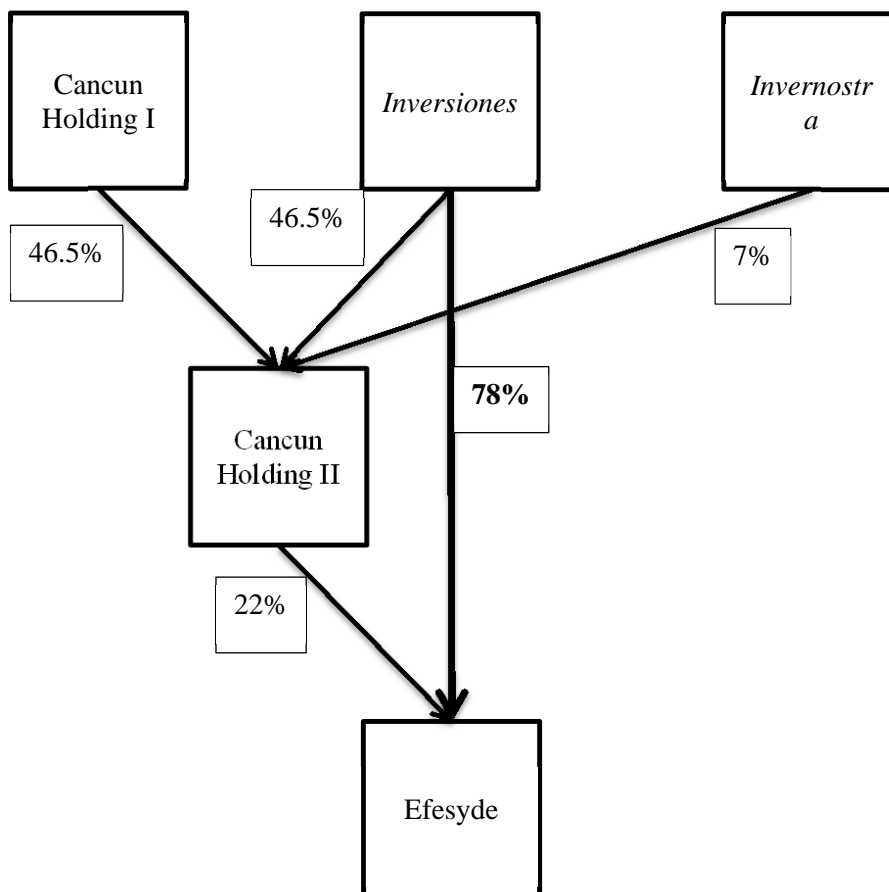 Cancun
Holding I
Inversiones
Invernostr
a
46.5%
46.5%
7%
78%
Cancun
Holding II
22%
Efesyde